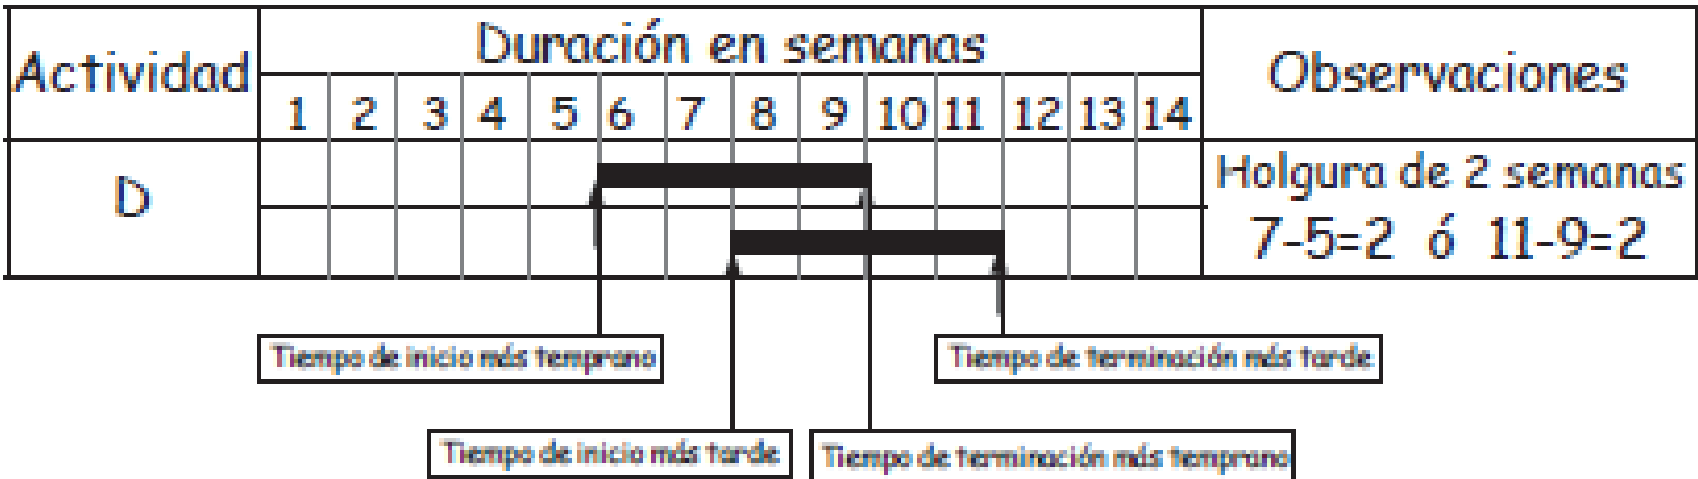 Actividad
Duración en semanas
Observaciones
1 2 3 4 5 6 7 8 9 10 11 12 13 14
D
Holgura de 2 semanas
7-5=2 ó 11-9=2
Tiempo de inicio más temprano
Tiempo de terminación más tarde
Tiempo de inicio más tarde
Tiempo de terminación más temprano